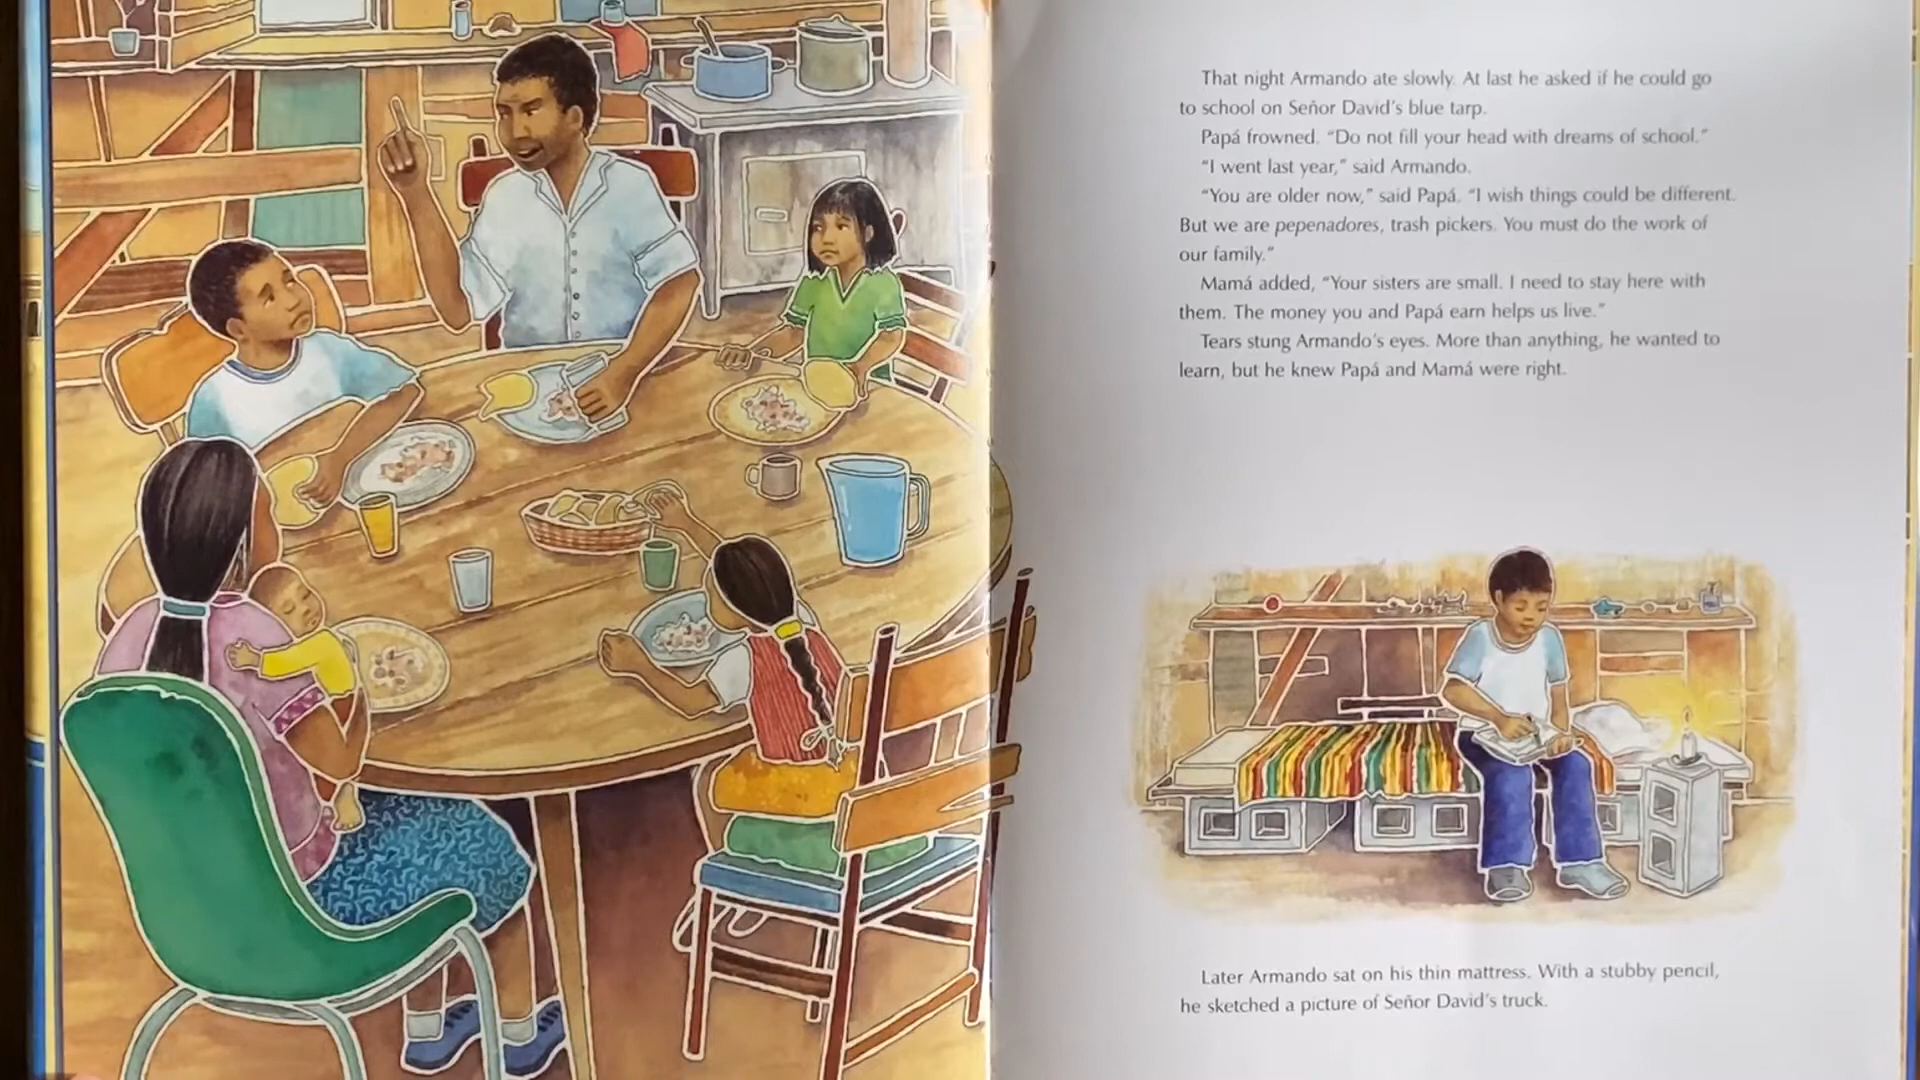 That night Armando ate slowly. At last he asked if he could go
to school on Señor David's blue tarp.
Papá frowned. “Do not fill your head with dreams of school.”
“I went last year,” said Armando.
“You are older now,” said Papá. “I wish things could be different.
But we are pepenadores, trash pickers. You must do the work of
our family.”
Mamá added, “Your sisters are small. I need to stay here with
them. The money you and Papá earn helps us live.”
Tears stung Armando's eyes. More than anything, he wanted to
learn, but he knew Papá and Mamá were right.
Later Armando sat on his thin mattress. With a stubby pencil,
he sketched a picture of Señor David's truck.